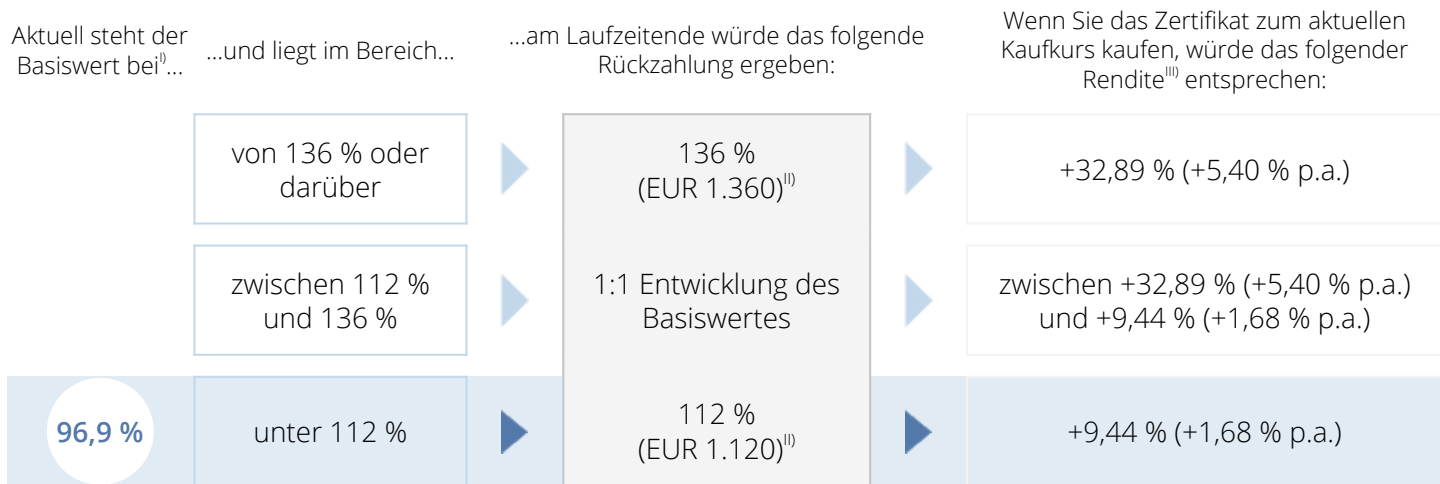 Aktuell steht der
Basiswert bei I)...
...und liegt im Bereich...
...am Laufzeitende würde das folgende
Rückzahlung ergeben:
Wenn Sie das Zertifikat zum aktuellen
Kaufkurs kaufen, würde das folgender
Rendite III) entsprechen:
von 136 % oder
darüber
136 %
(EUR 1.360) II)
+32,89 % (+5,40 % p.a.)
zwischen 112 %
und 136 %
1:1 Entwicklung des
Basiswertes
zwischen +32,89 % (+5,40 % p.a.)
und +9,44 % (+1,68 % p.a.)
96,9 %
unter 112 %
112 %
(EUR 1.120) II)
+9,44 % (+1,68 % p.a.)